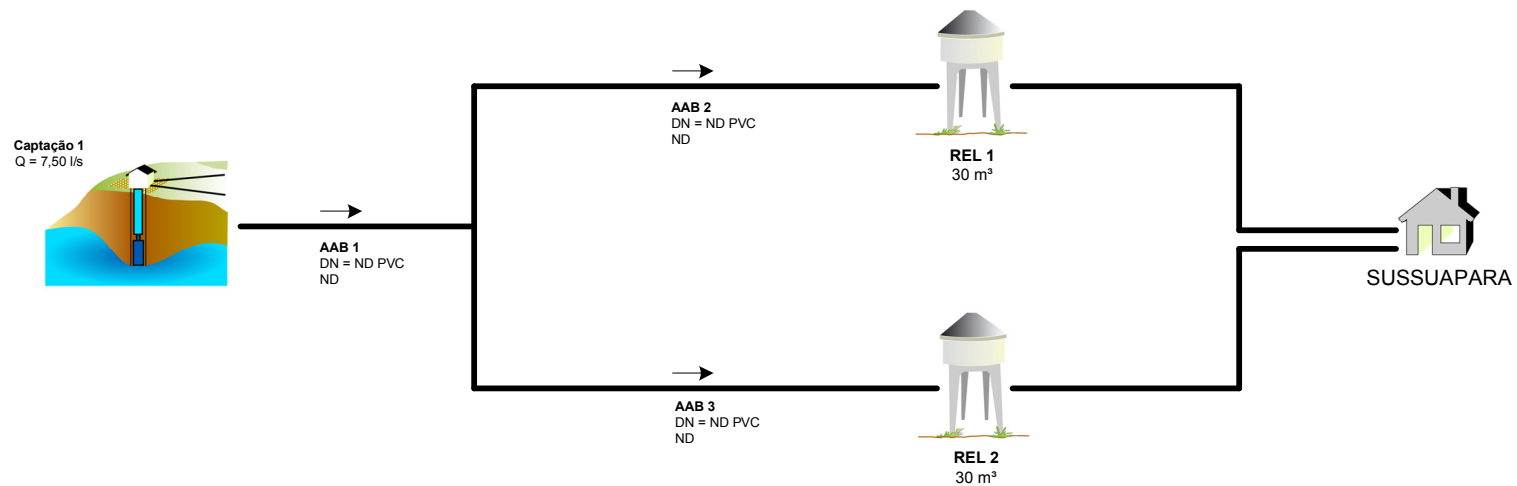 Captação 1
Q = 7,50 l/s
AAB 1
DN = ND PVC
ND
AAB 2
DN = ND PVC
ND
REL 1
30 m³
AAB 3
DN = ND PVC
ND
REL 2
30 m³
SUSSUAPARA